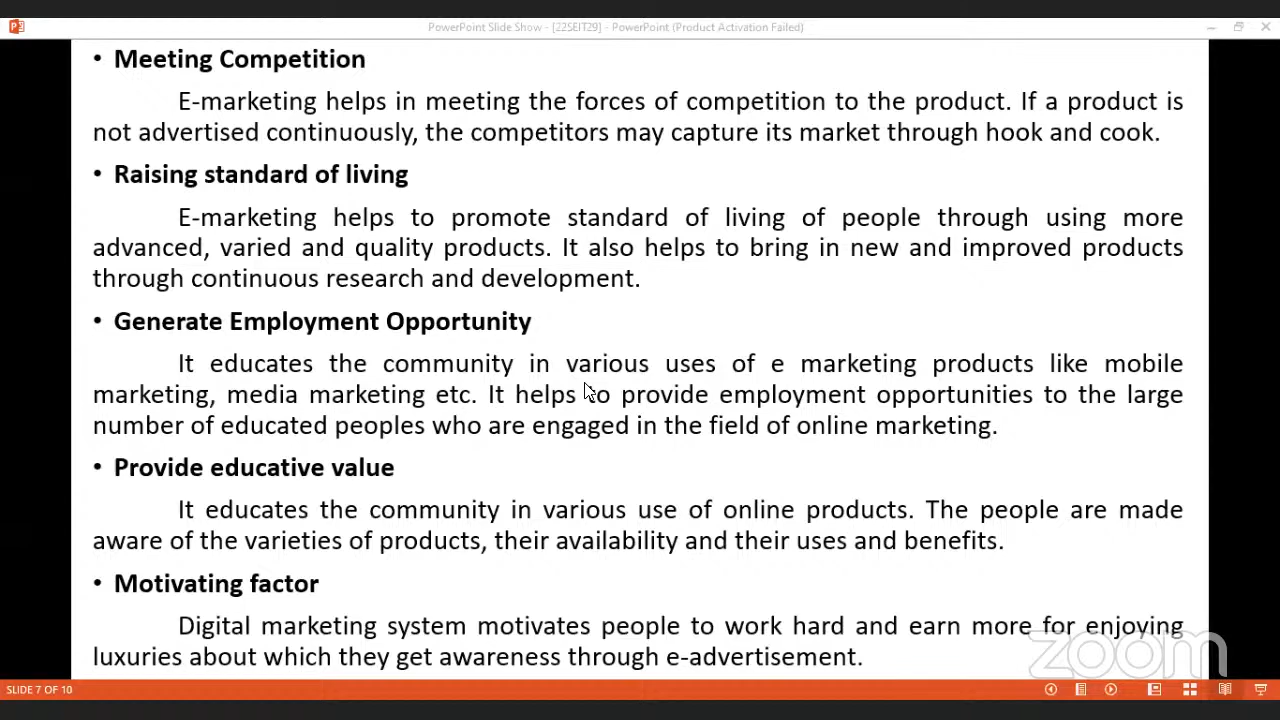 PowerPoint Slide Show - [22SEIT29] - PowerPoint (Product Activation Failed)
• Meeting Competition
E-marketing helps in meeting the forces of competition to the product. If a product is
not advertised continuously, the competitors may capture its market through hook and cook.
• Raising standard of living
E-marketing helps to promote standard of living of people through using more
advanced, varied and quality products. It also helps to bring in new and improved products
through continuous research and development.
• Generate Employment Opportunity
It educates the community in various uses of e marketing products like mobile
marketing, media marketing etc. It helps to provide employment opportunities to the large
number of educated peoples who are engaged in the field of online marketing.
• Provide educative value
It educates the community in various use of online products. The people are made
aware of the varieties of products, their availability and their uses and benefits.
• Motivating factor
Digital marketing system motivates people to work hard and earn more for enjoying
luxuries about which they get awareness through e-advertisement.
zoom
SLIDE 7 OF 10